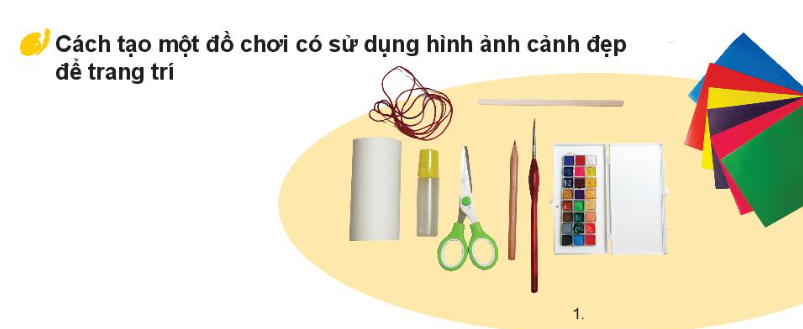 Cách tạo một đồ chơi có sử dụng hình ảnh cảnh đẹp
để trang trí
1.